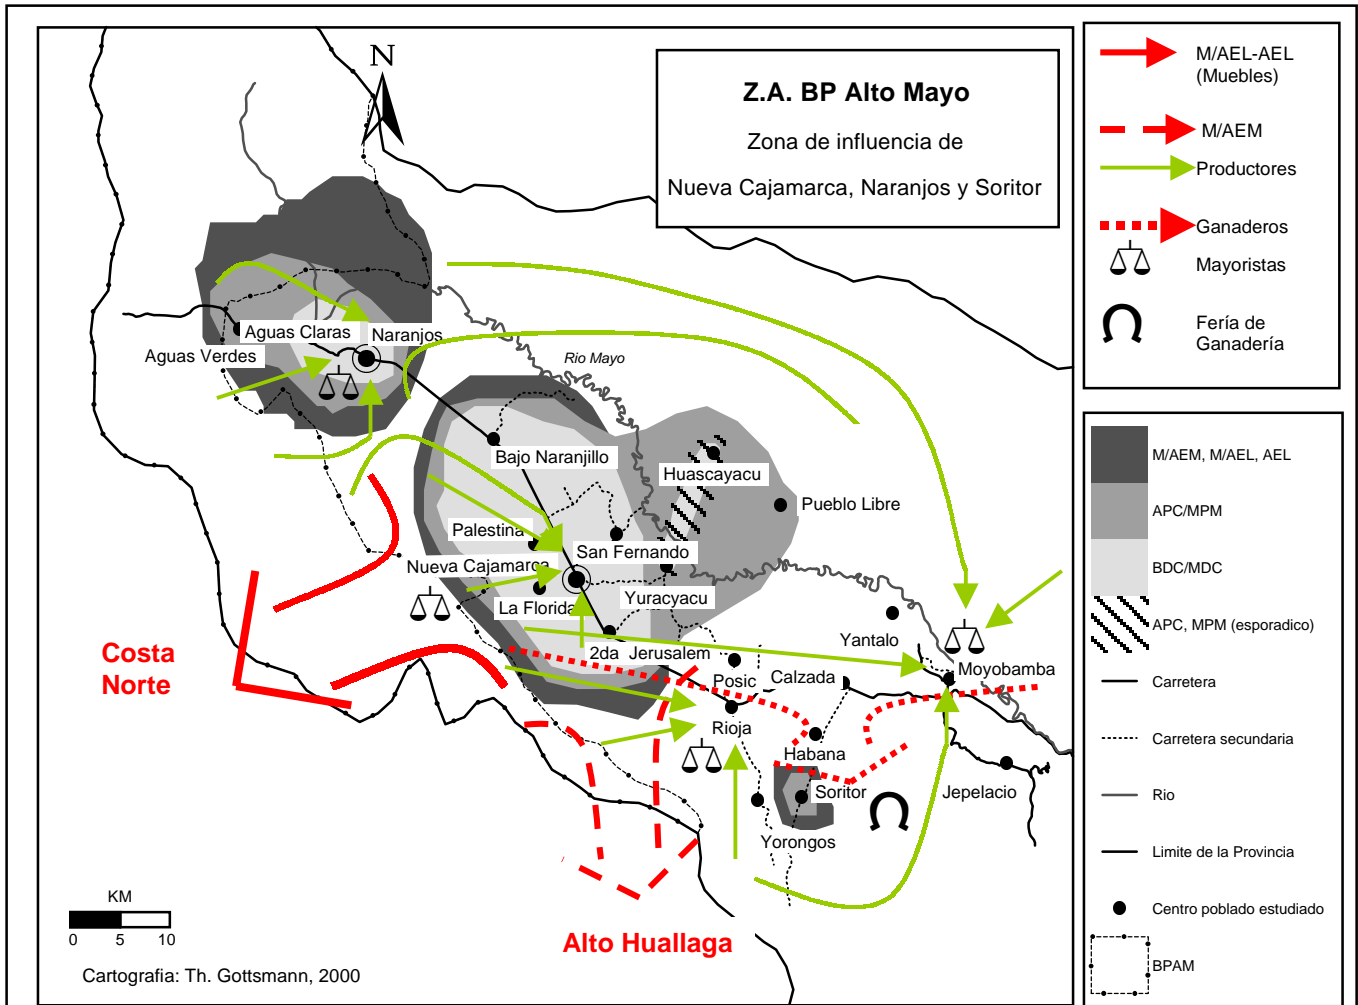 N
Z.A. BP Alto Mayo
Zona de influencia de
Nueva Cajamarca, Naranjos y Soritor
Aguas Claras
Naranjos
Aguas Verdes
Rio Mayo
Bajo Naranjillo
Huascayacu
Pueblo Libre
Palestina
San Fernando
Nueva Cajamarca
La Florida
Yuracyacu
2da Jerusalem
Yantalo
Moyobamba
Posic
Calzada
Rioja
Habana
Soritor
Jepelacio
Yorongos
Costa
Norte
Alto Huallaga
KM
0 5 10
Cartografia: Th. Gottsmann, 2000
M/AEL-AEL
(Muebles)
M/AEM
Productores
Ganaderos
Mayoristas
Fería de
Ganadería
M/AEM, M/AEL, AEL
APC/MPM
BDC/MDC
APC, MPM (esporadico)
Carretera
Carretera secundaria
Rio
Limite de la Provincia
Centro poblado estudiado
BPAM